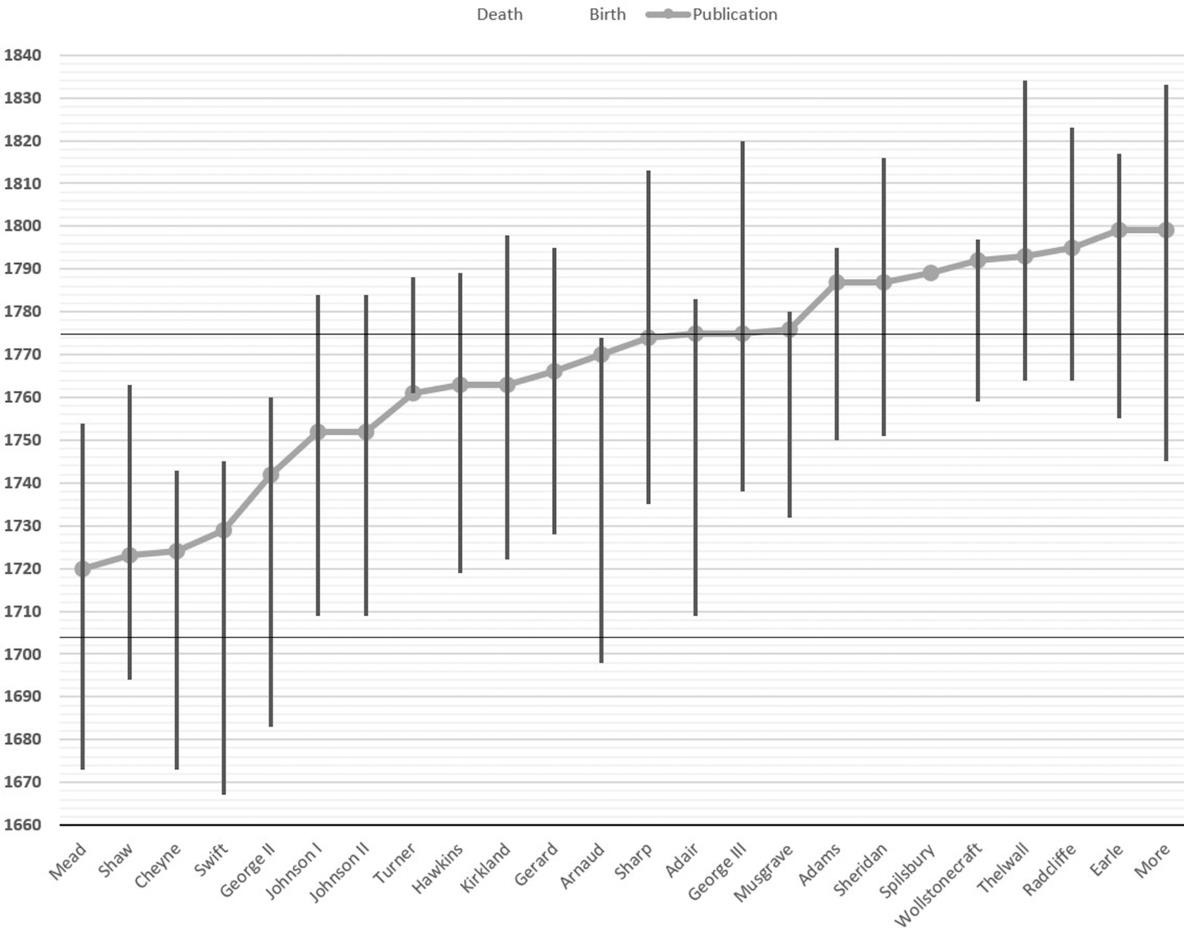 Death Birth Publication
1840
1830
1820
1810
1800
1790
1780
1770
1760
1750
1740
1730
1720
1710
1700
1690
1680
1670
1660
Mead
Shaw
Cheyne
Swift
George II
Johnson I
Johnson II
Turner
Hawkins
Kirkland
Gerard
Arnaud
Sharp
Adair
George III
Musgrave
Adams
Sheridan
Spilsbury
Wollstonecraft
Thelwall
Radcliffe
Earle
More